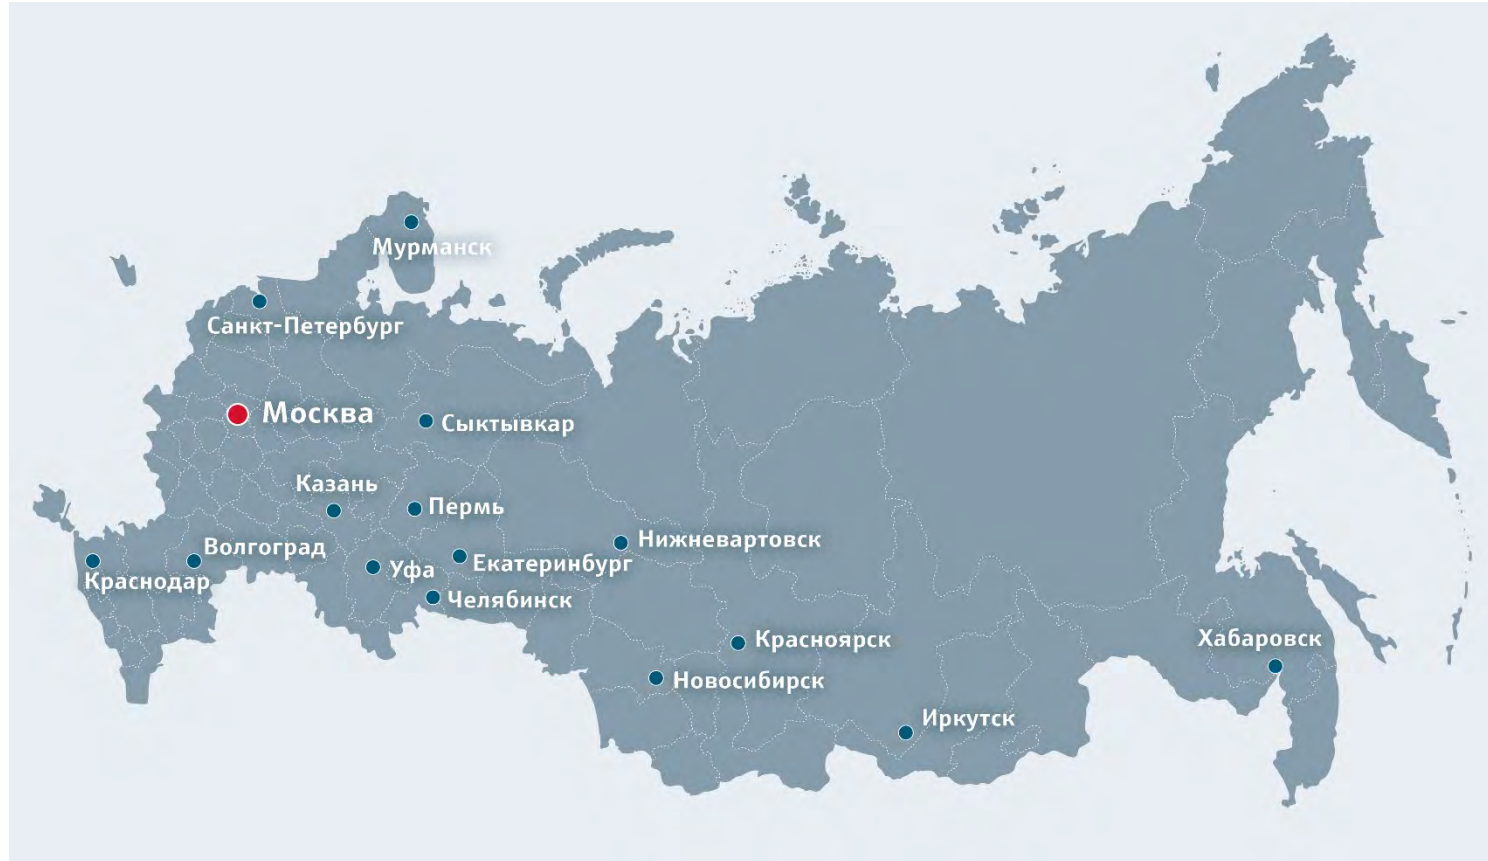 Мурманск
Санкт-Петербург
Москва
Сыктывкар
Казань
Пермь
Нижневартовск
Волгоград
Екатеринбург
Уфа
Краснодар
Челябинск
Красноярск
Хабаровск
Новосибирск
Иркутск